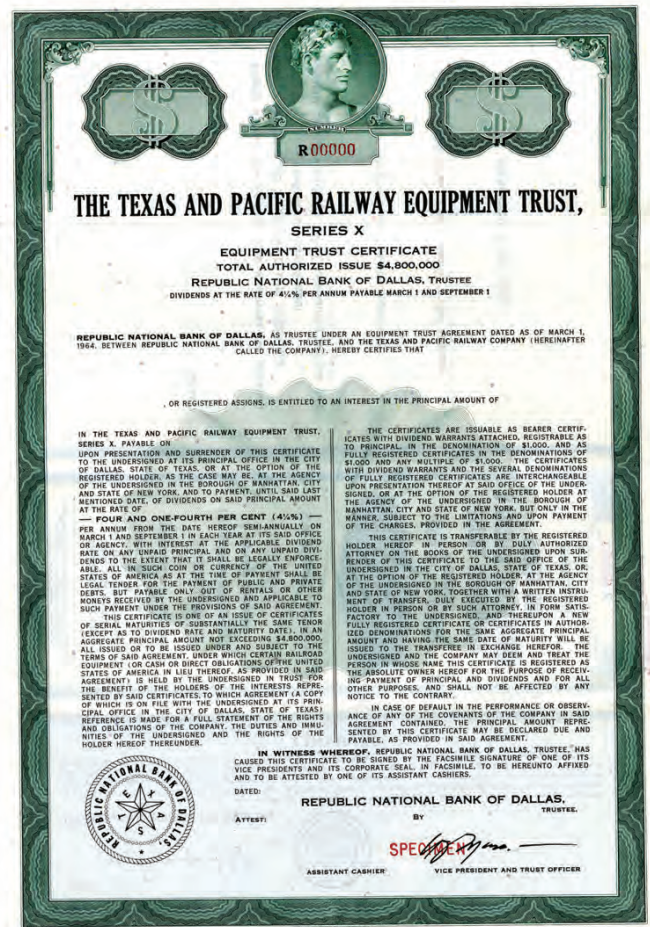 $
$
NUMBER
R00000
THE TEXAS AND PACIFIC RAILWAY EQUIPMENT TRUST,
SERIES X
EQUIPMENT TRUST CERTIFICATE
TOTAL AUTHORIZED ISSUE $4,800,000
REPUBLIC NATIONAL BANK OF DALLAS, TRUSTEE
DIVIDENDS AT THE RATE OF 4¼% PER ANNUM PAYABLE MARCH 1 AND SEPTEMBER 1
REPUBLIC NATIONAL BANK OF DALLAS, AS TRUSTEE UNDER AN EQUIPMENT TRUST AGREEMENT DATED AS OF MARCH 1,
1964, BETWEEN REPUBLIC NATIONAL BANK OF DALLAS, TRUSTEE, AND THE TEXAS AND PACIFIC RAILWAY COMPANY (HEREINAFTER
CALLED THE COMPANY), HEREBY CERTIFIES THAT
, OR REGISTERED ASSIGNS, IS ENTITLED TO AN INTEREST IN THE PRINCIPAL AMOUNT OF
IN THE TEXAS AND PACIFIC RAILWAY EQUIPMENT TRUST,
SERIES X, PAYABLE ON
UPON PRESENTATION AND SURRENDER OF THIS CERTIFICATE
TO THE UNDERSIGNED AT ITS PRINCIPAL OFFICE IN THE CITY
OF DALLAS, STATE OF TEXAS, OR AT THE OPTION OF THE
REGISTERED HOLDER, AS THE CASE MAY BE, AT THE AGENCY
OF THE UNDERSIGNED IN THE BOROUGH OF MANHATTAN, CITY
AND STATE OF NEW YORK, AND TO PAYMENT, UNTIL SAID LAST
MENTIONED DATE, OF DIVIDENDS ON SAID PRINCIPAL AMOUNT
AT THE RATE OF
— FOUR AND ONE-FOURTH PER CENT (4¼%) —
PER ANNUM FROM THE DATE HEREOF SEMI-ANNUALLY ON
MARCH 1 AND SEPTEMBER 1 IN EACH YEAR AT ITS SAID OFFICE
OR AGENCY, WITH INTEREST AT THE APPLICABLE DIVIDEND
RATE ON ANY UNPAID PRINCIPAL AND ON ANY UNPAID DIVI-
DENDS TO THE EXTENT THAT IT SHALL BE LEGALLY ENFORCE-
ABLE, ALL IN SUCH COIN OR CURRENCY OF THE UNITED
STATES OF AMERICA AS AT THE TIME OF PAYMENT SHALL BE
LEGAL TENDER FOR THE PAYMENT OF PUBLIC AND PRIVATE
DEBTS, BUT PAYABLE ONLY OUT OF RENTALS OR OTHER
MONEYS RECEIVED BY THE UNDERSIGNED AND APPLICABLE TO
SUCH PAYMENT UNDER THE PROVISIONS OF SAID AGREEMENT.
THIS CERTIFICATE IS ONE OF AN ISSUE OF CERTIFICATES
OF SERIAL MATURITIES OF SUBSTANTIALLY THE SAME TENOR
(EXCEPT AS TO DIVIDEND RATE AND MATURITY DATE), IN AN
AGGREGATE PRINCIPAL AMOUNT NOT EXCEEDING $4,800,000,
ALL ISSUED OR TO BE ISSUED UNDER AND SUBJECT TO THE
TERMS OF SAID AGREEMENT, UNDER WHICH CERTAIN RAILROAD
EQUIPMENT (OR CASH OR DIRECT OBLIGATIONS OF THE UNITED
STATES OF AMERICA IN LIEU THEREOF, AS PROVIDED IN SAID
AGREEMENT) IS HELD BY THE UNDERSIGNED IN TRUST FOR
THE BENEFIT OF THE HOLDERS OF THE INTERESTS REPRE-
SENTED BY SAID CERTIFICATES, TO WHICH AGREEMENT (A COPY
OF WHICH IS ON FILE WITH THE UNDERSIGNED AT ITS PRIN-
CIPAL OFFICE IN THE CITY OF DALLAS, STATE OF TEXAS)
REFERENCE IS MADE FOR A FULL STATEMENT OF THE RIGHTS
AND OBLIGATIONS OF THE COMPANY, THE DUTIES AND IMMU-
NITIES OF THE UNDERSIGNED AND THE RIGHTS OF THE
HOLDER HEREOF THEREUNDER.
THE CERTIFICATES ARE ISSUABLE AS BEARER CERTIF-
ICATES WITH DIVIDEND WARRANTS ATTACHED, REGISTRABLE AS
TO PRINCIPAL, IN THE DENOMINATION OF $1,000, AND AS
FULLY REGISTERED CERTIFICATES IN THE DENOMINATIONS OF
$1,000 AND ANY MULTIPLE OF $1,000. THE CERTIFICATES
WITH DIVIDEND WARRANTS AND THE SEVERAL DENOMINATIONS
OF FULLY REGISTERED CERTIFICATES ARE INTERCHANGEABLE
UPON PRESENTATION THEREOF AT SAID OFFICE OF THE UNDER-
SIGNED, OR AT THE OPTION OF THE REGISTERED HOLDER AT
THE AGENCY OF THE UNDERSIGNED IN THE BOROUGH OF
MANHATTAN, CITY AND STATE OF NEW YORK, BUT ONLY IN THE
MANNER, SUBJECT TO THE LIMITATIONS AND UPON PAYMENT
OF THE CHARGES, PROVIDED IN THE AGREEMENT.
THIS CERTIFICATE IS TRANSFERABLE BY THE REGISTERED
HOLDER HEREOF IN PERSON OR BY DULY AUTHORIZED
ATTORNEY ON THE BOOKS OF THE UNDERSIGNED UPON SUR-
RENDER OF THIS CERTIFICATE TO THE SAID OFFICE OF THE
UNDERSIGNED IN THE CITY OF DALLAS, STATE OF TEXAS, OR,
AT THE OPTION OF THE REGISTERED HOLDER, AT THE AGENCY
OF THE UNDERSIGNED IN THE BOROUGH OF MANHATTAN, CITY
AND STATE OF NEW YORK, TOGETHER WITH A WRITTEN INSTRU-
MENT OF TRANSFER, DULY EXECUTED BY THE REGISTERED
HOLDER IN PERSON OR BY SUCH ATTORNEY, IN FORM SATIS-
FACTORY TO THE UNDERSIGNED, AND THEREUPON A NEW
FULLY REGISTERED CERTIFICATE OR CERTIFICATES IN AUTHOR-
IZED DENOMINATIONS FOR THE SAME AGGREGATE PRINCIPAL
AMOUNT AND HAVING THE SAME DATE OF MATURITY WILL BE
ISSUED TO THE TRANSFEREE IN EXCHANGE HEREFOR. THE
UNDERSIGNED AND THE COMPANY MAY DEEM AND TREAT THE
PERSON IN WHOSE NAME THIS CERTIFICATE IS REGISTERED AS
THE ABSOLUTE OWNER HEREOF FOR THE PURPOSE OF RECEIV-
ING PAYMENT OF PRINCIPAL AND DIVIDENDS AND FOR ALL
OTHER PURPOSES, AND SHALL NOT BE AFFECTED BY ANY
NOTICE TO THE CONTRARY.
IN CASE OF DEFAULT IN THE PERFORMANCE OR OBSERV-
ANCE OF ANY OF THE COVENANTS OF THE COMPANY IN SAID
AGREEMENT CONTAINED, THE PRINCIPAL AMOUNT REPRE-
SENTED BY THIS CERTIFICATE MAY BE DECLARED DUE AND
PAYABLE, AS PROVIDED IN SAID AGREEMENT.
IN WITNESS WHEREOF, REPUBLIC NATIONAL BANK OF DALLAS, TRUSTEE, HAS
CAUSED THIS CERTIFICATE TO BE SIGNED BY THE FACSIMILE SIGNATURE OF ONE OF ITS
VICE PRESIDENTS AND ITS CORPORATE SEAL, IN FACSIMILE, TO BE HEREUNTO AFFIXED
AND TO BE ATTESTED BY ONE OF ITS ASSISTANT CASHIERS.
DATED:
REPUBLIC NATIONAL BANK OF DALLAS,
TRUSTEE,
REPUBLIC NATIONAL BANK OF DALLAS,
TEXAS
ATTEST:
BY
SPECIMEN
ASSISTANT CASHIER
VICE PRESIDENT AND TRUST OFFICER